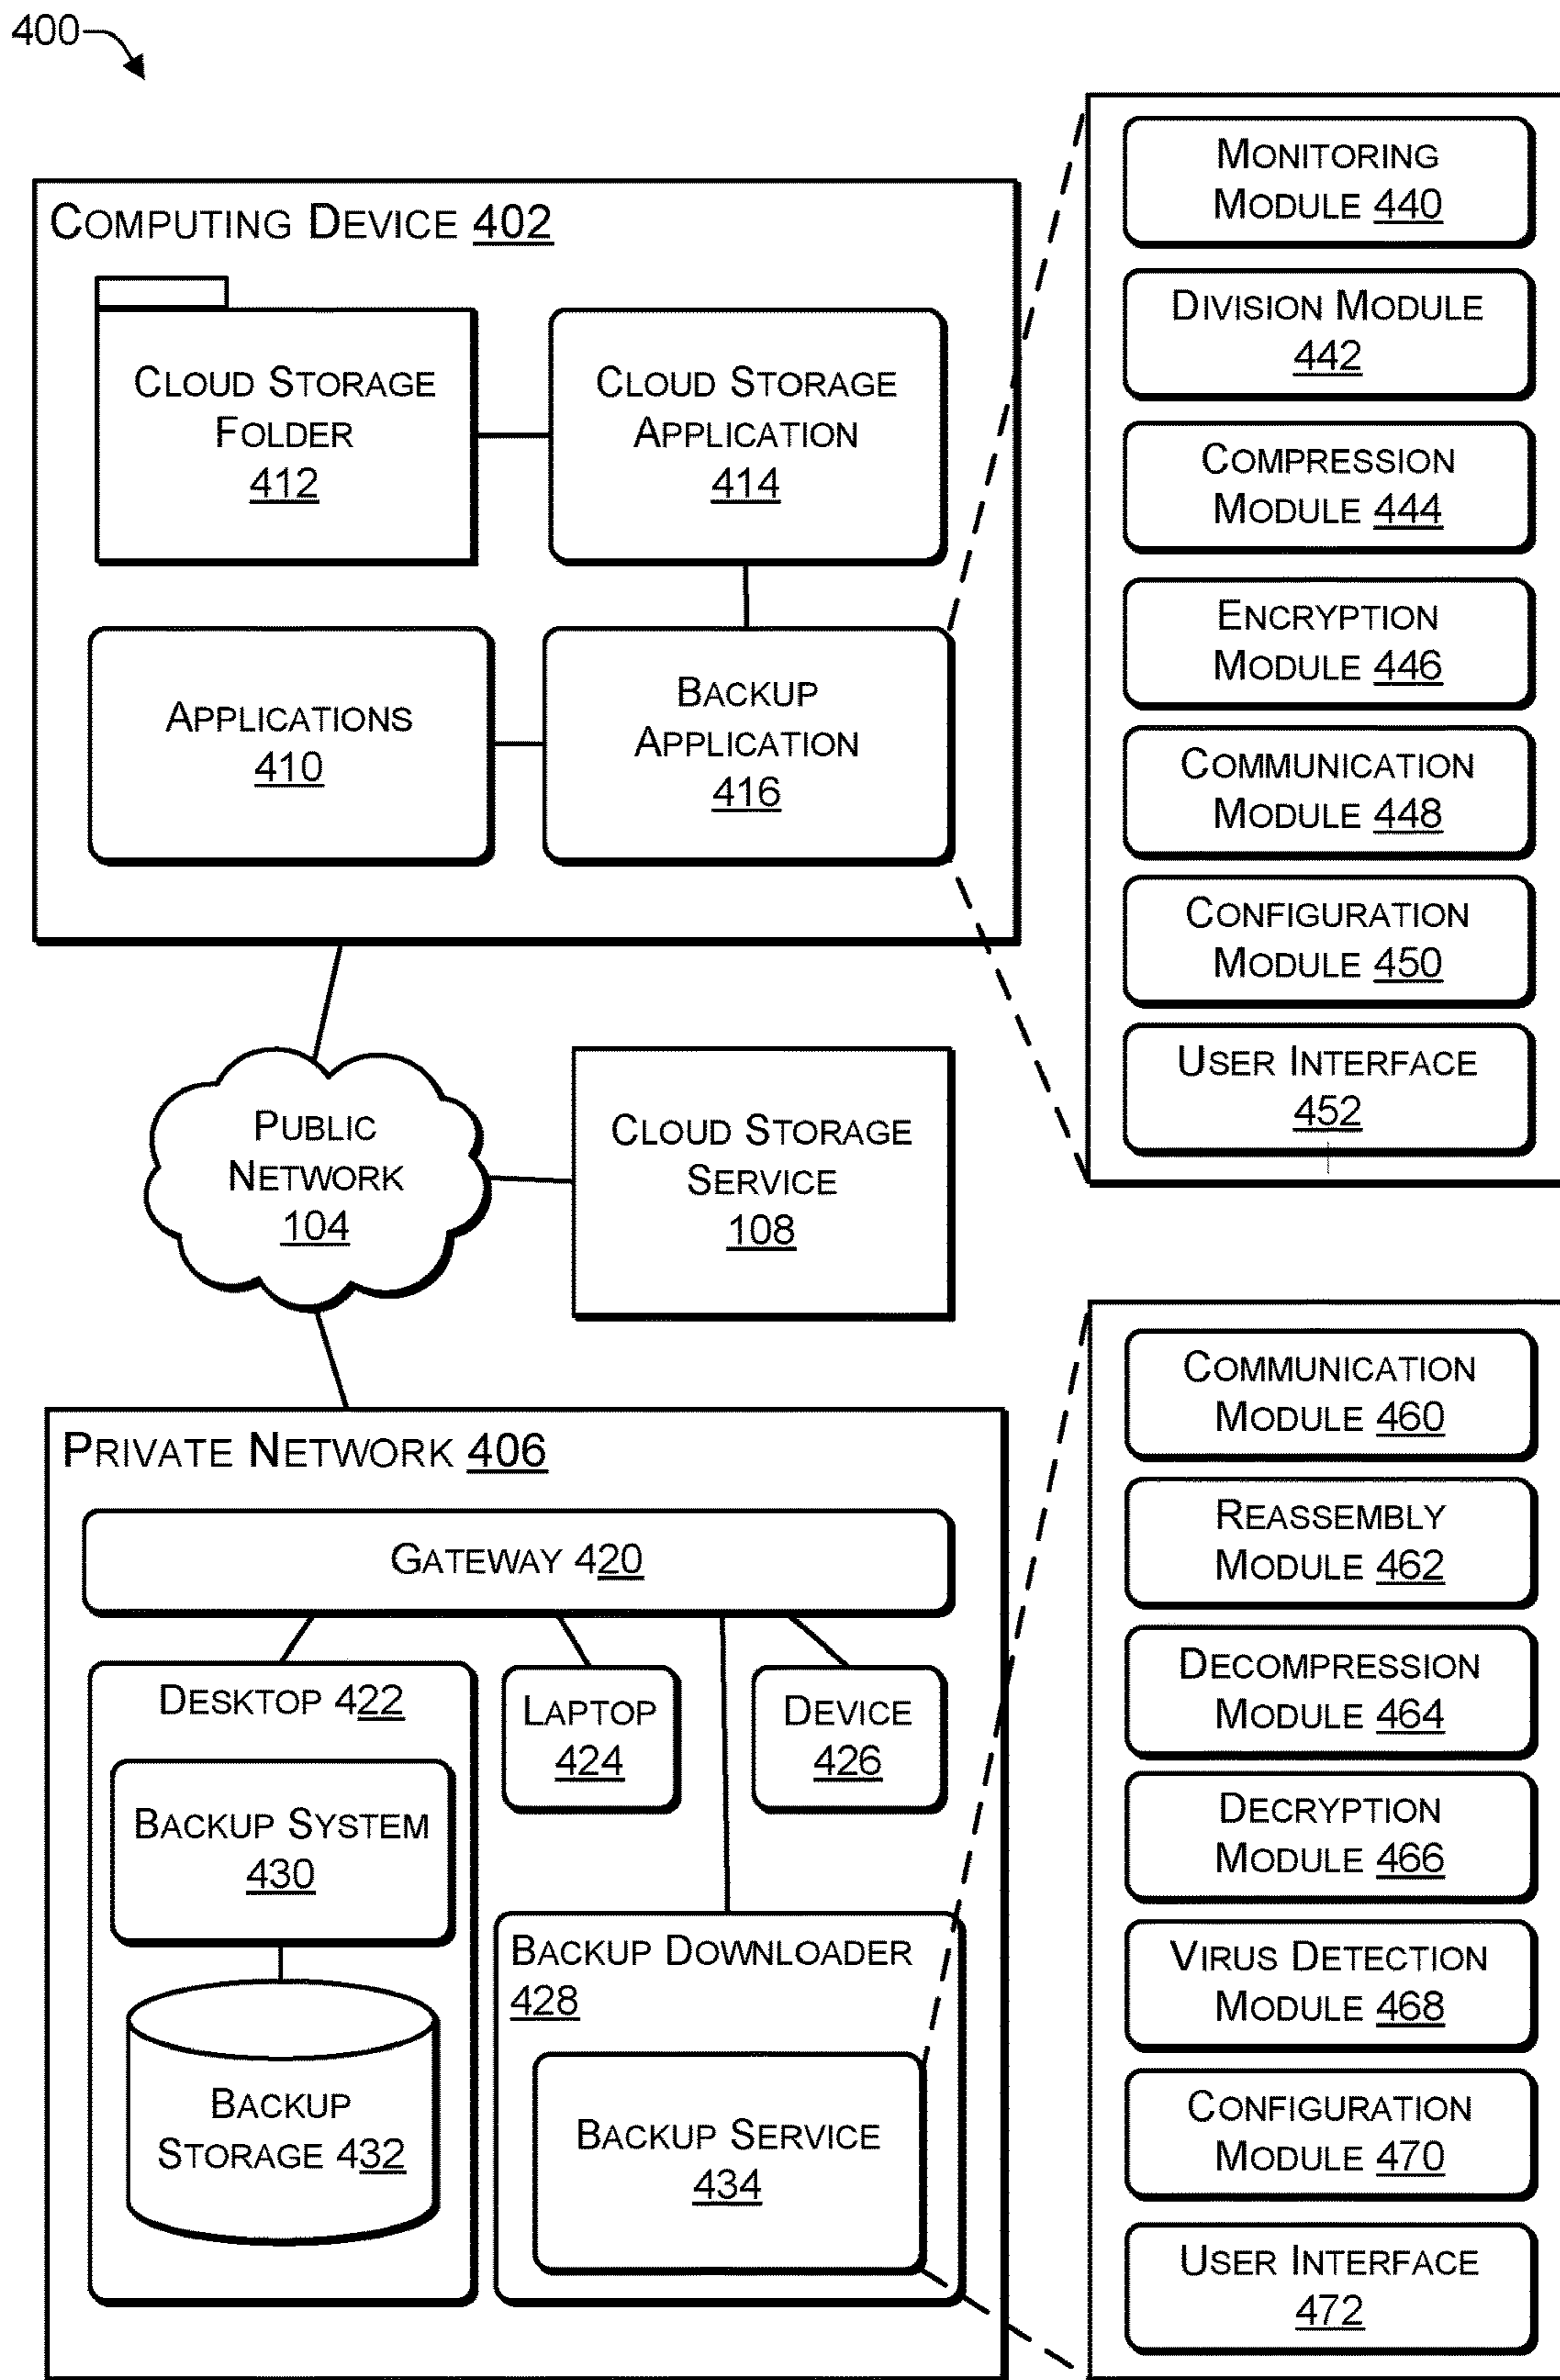 400
COMPUTING DEVICE 402
CLOUD STORAGE
FOLDER
412
CLOUD STORAGE
APPLICATION
414
APPLICATIONS
410
BACKUP
APPLICATION
416
MONITORING
MODULE 440
DIVISION MODULE
442
COMPRESSION
MODULE 444
ENCRYPTION
MODULE 446
COMMUNICATION
MODULE 448
CONFIGURATION
MODULE 450
USER INTERFACE
452
PUBLIC
NETWORK
104
CLOUD STORAGE
SERVICE
108
PRIVATE NETWORK 406
GATEWAY 420
DESKTOP 422
LAPTOP
424
DEVICE
426
BACKUP SYSTEM
430
BACKUP
STORAGE 432
BACKUP DOWNLOADER
428
BACKUP SERVICE
434
COMMUNICATION
MODULE 460
REASSEMBLY
MODULE 462
DECOMPRESSION
MODULE 464
DECRYPTION
MODULE 466
VIRUS DETECTION
MODULE 468
CONFIGURATION
MODULE 470
USER INTERFACE
472